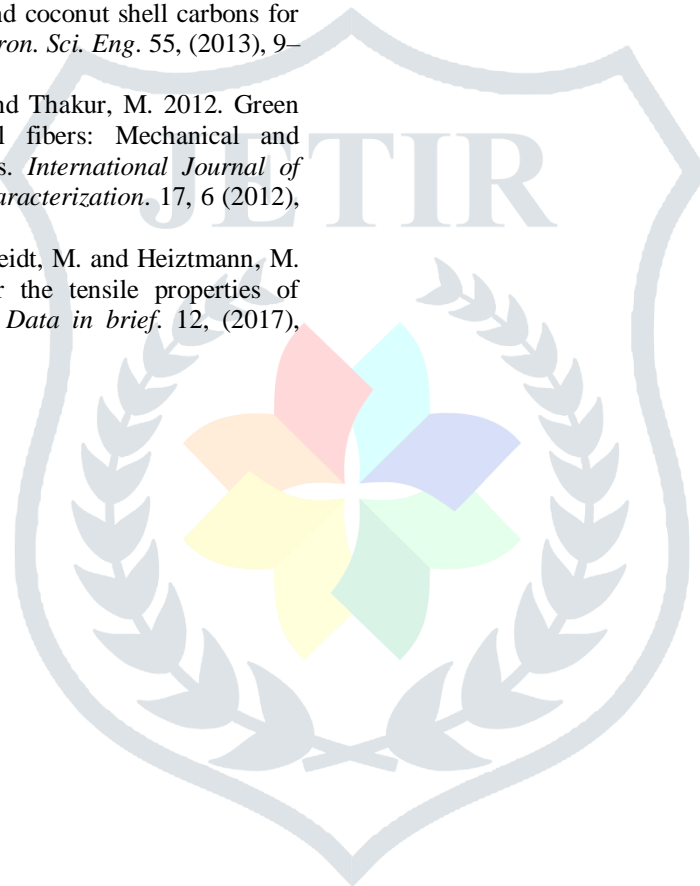 nd coconut shell carbons for
ron. Sci. Eng. 55, (2013), 9–
nd Thakur, M. 2012. Green
l fibers: Mechanical and
s. International Journal of
aracterization. 17, 6 (2012),
eidt, M. and Heiztmann, M.
r the tensile properties of
Data in brief. 12, (2017),
JETIR